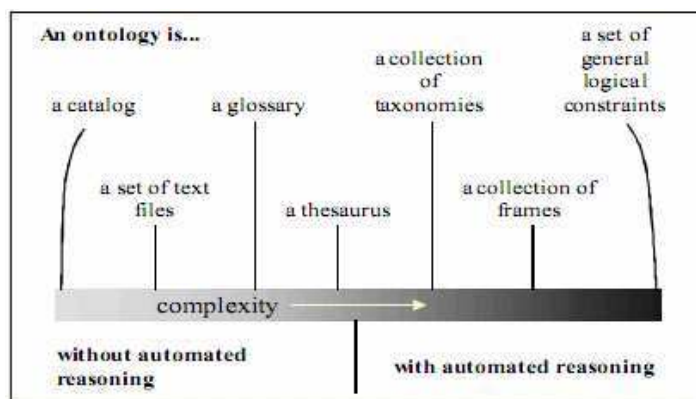 An ontology is...
a set of
general
logical
constraints
a collection
of
taxonomies
a catalog
a glossary
a set of text
files
a thesaurus
a collection of
frames
complexity
without automated
reasoning
with automated reasoning